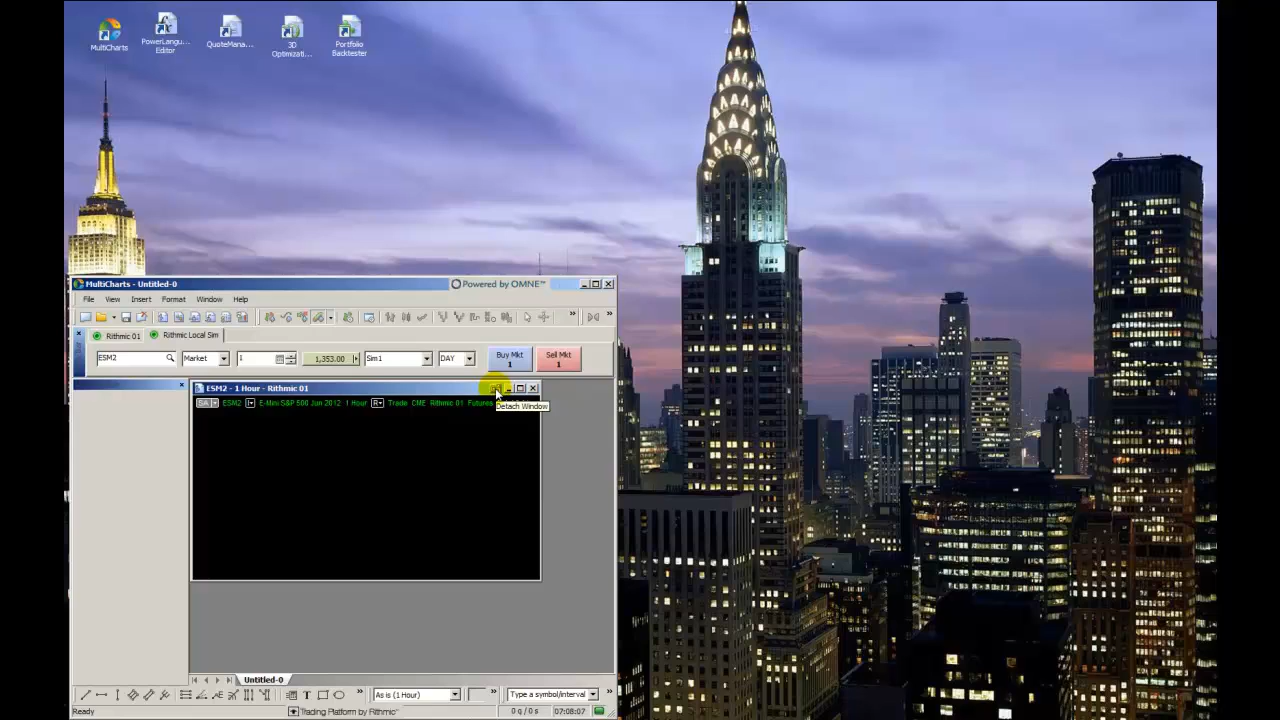 MultiCharts
PowerLangu...
Editor
QuoteMana...
3D
Optimizati...
Portfolio
Backtester
MultiCharts - Untitled-0
Powered by OMNE™
File View Insert Format Window Help
Rithmic 01 Rithmic Local Sim
ESM2 Market 1 1,353.00 Sim1 DAY Buy Mkt 1 Sell Mkt 1
ESM2 - 1 Hour - Rithmic 01
SA ESM2 E-Mini S&P 500 Jun 2012 1 Hour R Trade CME Rithmic 01 Futures
Detach Window
Untitled-0
T As is (1 Hour) Type a symbol/interval
Ready Trading Platform by Rithmic™ 0 q / 0 s 07:08:07